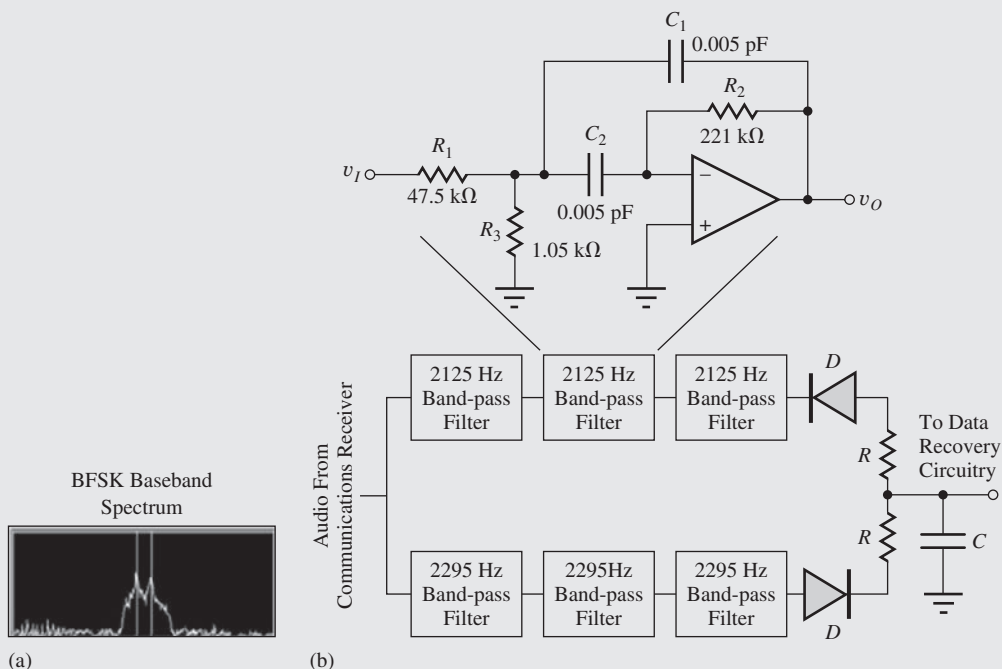 C1
0.005 pF
R2
221 kΩ
C2
R1
vI
47.5 kΩ
0.005 pF
−
+
vO
R3
1.05 kΩ
2125 Hz
Band-pass
Filter
2125 Hz
Band-pass
Filter
2125 Hz
Band-pass
Filter
D
To Data
Recovery
Circuitry
R
Audio From
Communications Receiver
R
C
2295 Hz
Band-pass
Filter
2295Hz
Band-pass
Filter
2295 Hz
Band-pass
Filter
D
BFSK Baseband
Spectrum
(a)
(b)